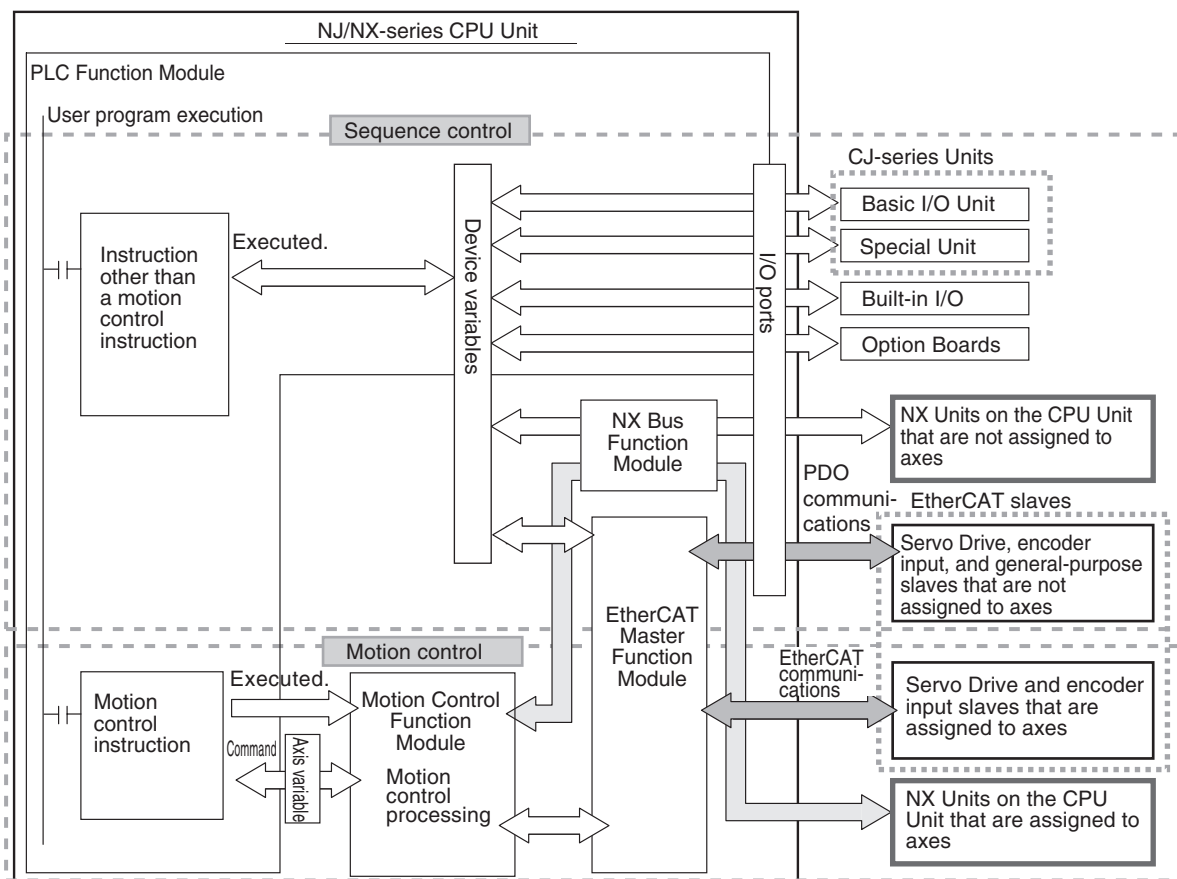 NJ/NX-series CPU Unit
PLC Function Module
User program execution
Sequence control
CJ-series Units
Basic I/O Unit
Special Unit
Built-in I/O
Option Boards
Executed.
Instruction
other than
a motion
control
instruction
Device variables
I/O ports
NX Bus
Function
Module
NX Units on the CPU Unit
that are not assigned to
axes
PDO
communi-
cations
EtherCAT slaves
Servo Drive, encoder
input, and general-purpose
slaves that are not
assigned to axes
EtherCAT
Master
Function
Module
Motion control
EtherCAT
communi-
cations
Executed.
Motion
control
instruction
Command
Axis variable
Motion Control
Function
Module
Motion
control
processing
Servo Drive and encoder
input slaves that are
assigned to axes
NX Units on the CPU
Unit that are assigned to
axes